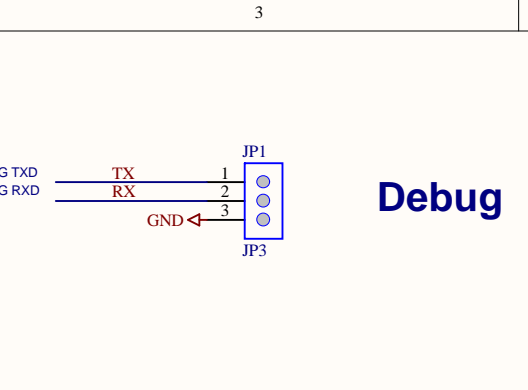 3
JP1
G TXD TX 1
G RXD RX 2
GND 3
JP3
Debug